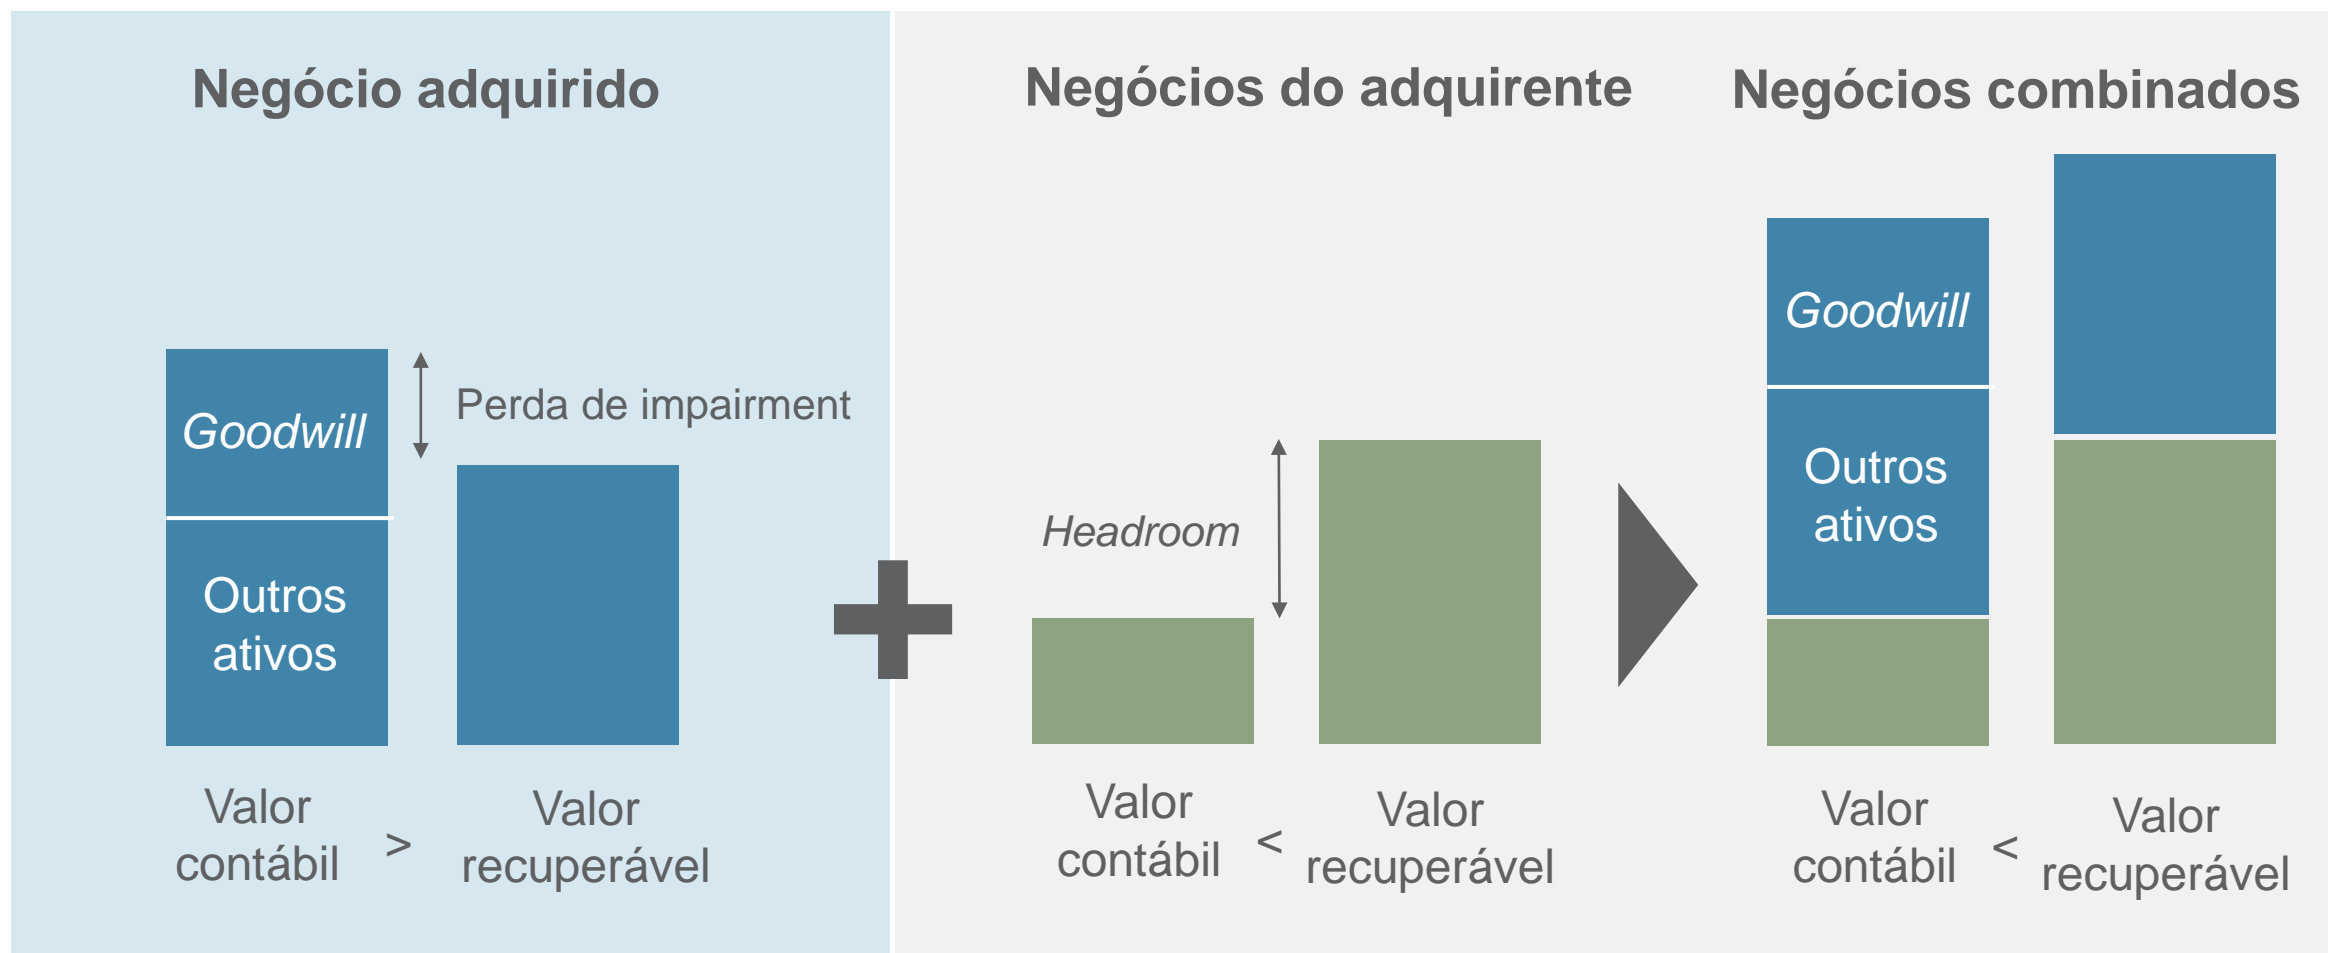 Negócio adquirido
Goodwill
Outros
ativos
Perda de impairment
Valor
contábil
>
Valor
recuperável
Negócios do adquirente
Headroom
Valor
contábil
<
Valor
recuperável
Negócios combinados
Goodwill
Outros
ativos
Valor
contábil
<
Valor
recuperável